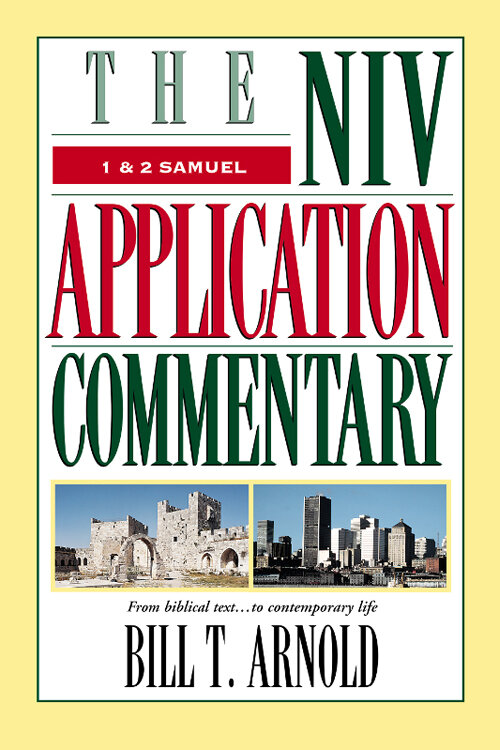 THE
NIV
1 & 2 SAMUEL
APPLICATION
COMMENTARY
From biblical text…to contemporary life
BILL T. ARNOLD